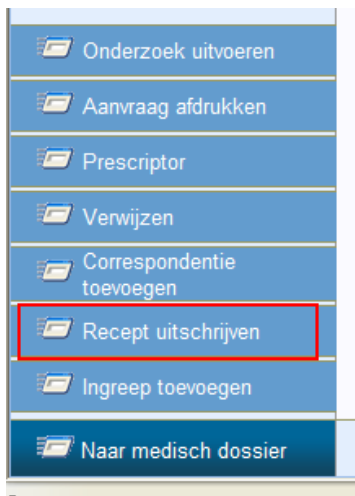 Onderzoek uitvoeren
Aanvraag afdrukken
Prescriptor
Verwijzen
Correspondentie
toevoegen
Recept uitschrijven
Ingreep toevoegen
Naar medisch dossier